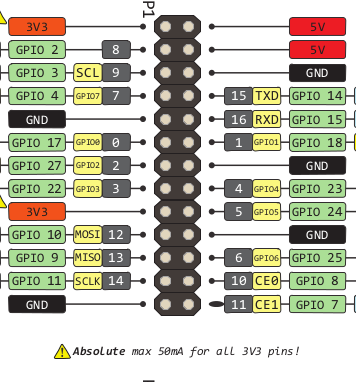 P1
3V3 5V
GPIO 2 8 5V
GPIO 3 SCL 9 GND
GPIO 4 GPIO7 7 15 TXD GPIO 14
GND 16 RXD GPIO 15
GPIO 17 GPIO0 0 1 GPIO1 GPIO 18
GPIO 27 GPIO2 2 GND
GPIO 22 GPIO3 3 4 GPIO4 GPIO 23
3V3 5 GPIO5 GPIO 24
GPIO 10 MOSI 12 GND
GPIO 9 MISO 13 6 GPIO6 GPIO 25
GPIO 11 SCLK 14 10 CE0 GPIO 8
GND 11 CE1 GPIO 7
! Absolute max 50mA for all 3V3 pins!